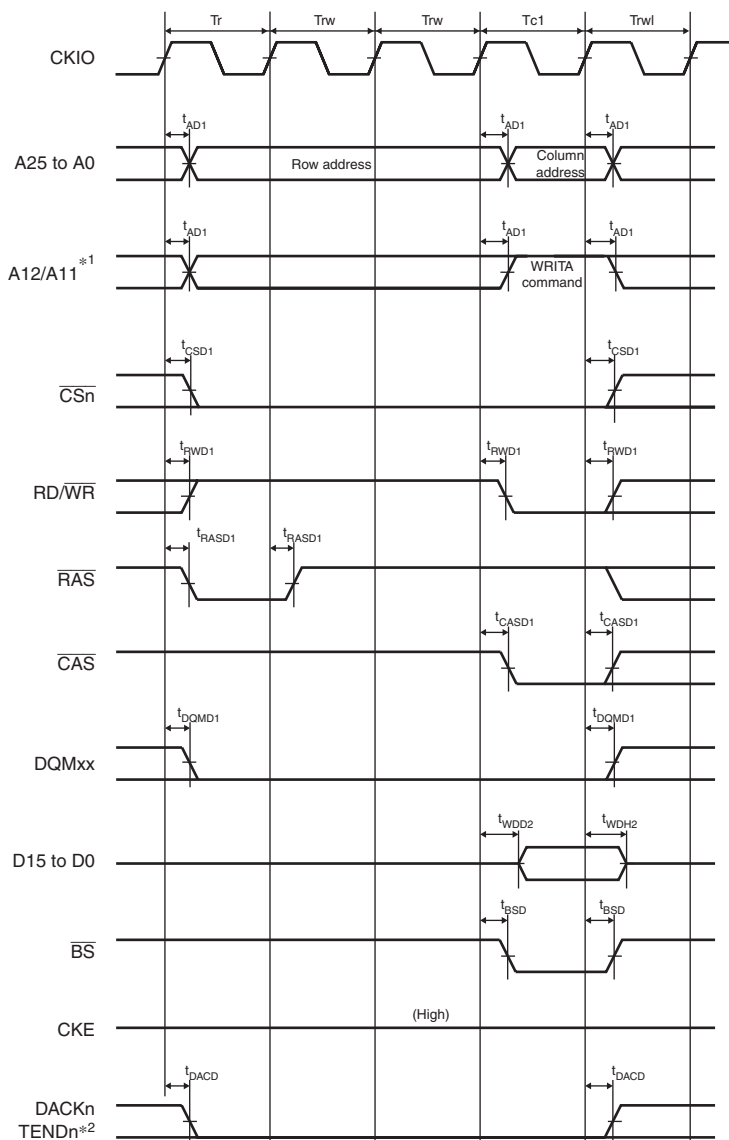 Tr Trw Trw Tc1 Trwl
CKIO
tAD1 tAD1 tAD1
A25 to A0 Row address Column address
tAD1 tAD1 tAD1
A12/A11*1 WRITA command
tCSD1 tCSD1
CSn
tRWD1 tRWD1 tRWD1
RD/WR
tRASD1 tRASD1
RAS
tCASD1 tCASD1
CAS
tDQMD1 tDQMD1
DQMxx
tWDD2 tWDH2
D15 to D0
tBSD tBSD
BS
(High)
CKE
tDACD tDACD
DACKn
TENDn*2